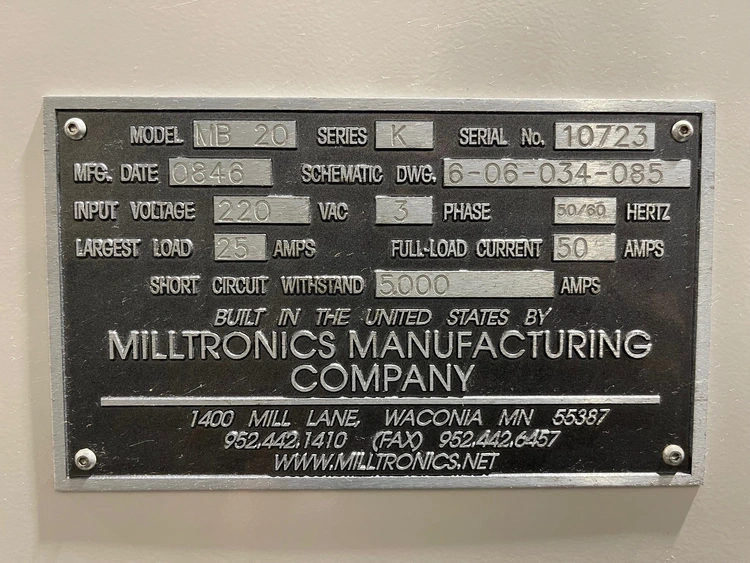 MODEL MB 20 SERIES K SERIAL No. 10723
MFG. DATE 0846 SCHEMATIC DWG. 6-06-034-085
INPUT VOLTAGE 220 VAC 3 PHASE 50/60 HERTZ
LARGEST LOAD 25 AMPS FULL-LOAD CURRENT 50 AMPS
SHORT CIRCUIT WITHSTAND 5000 AMPS
BUILT IN THE UNITED STATES BY
MILLTRONICS MANUFACTURING
COMPANY
1400 MILL LANE, WACONIA MN 55387
952.442.1410 (FAX) 952.442.6457
WWW.MILLTRONICS.NET